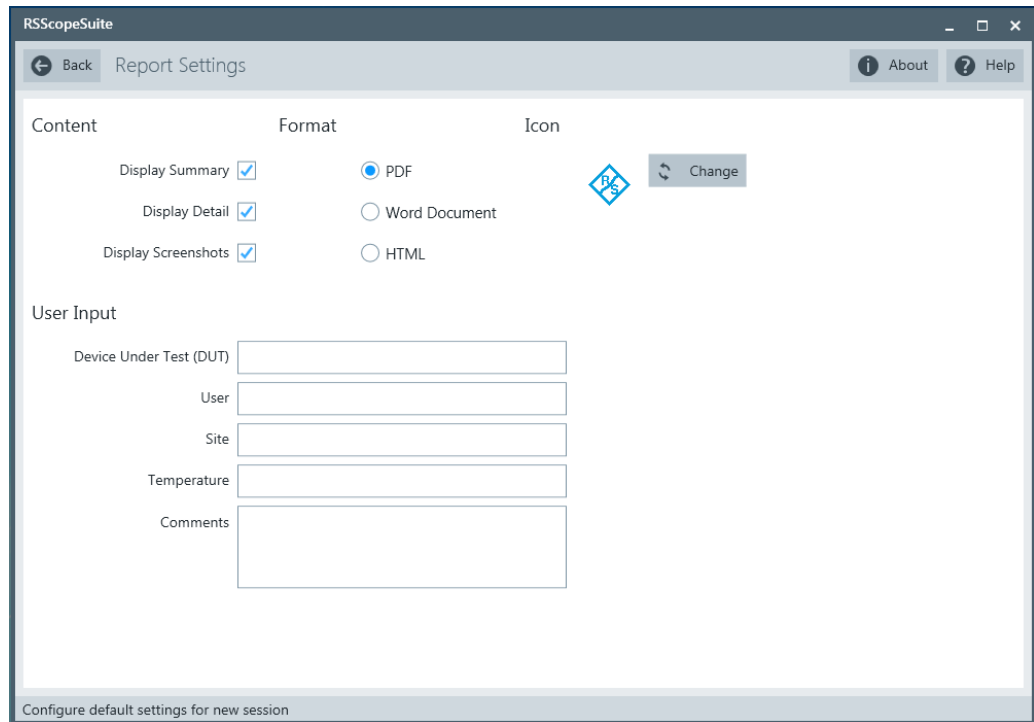 RSScopeSuite
Back Report Settings About Help
Content Format Icon
Display Summary PDF R S Change
Display Detail Word Document
Display Screenshots HTML
User Input
Device Under Test (DUT)
User
Site
Temperature
Comments
Configure default settings for new session